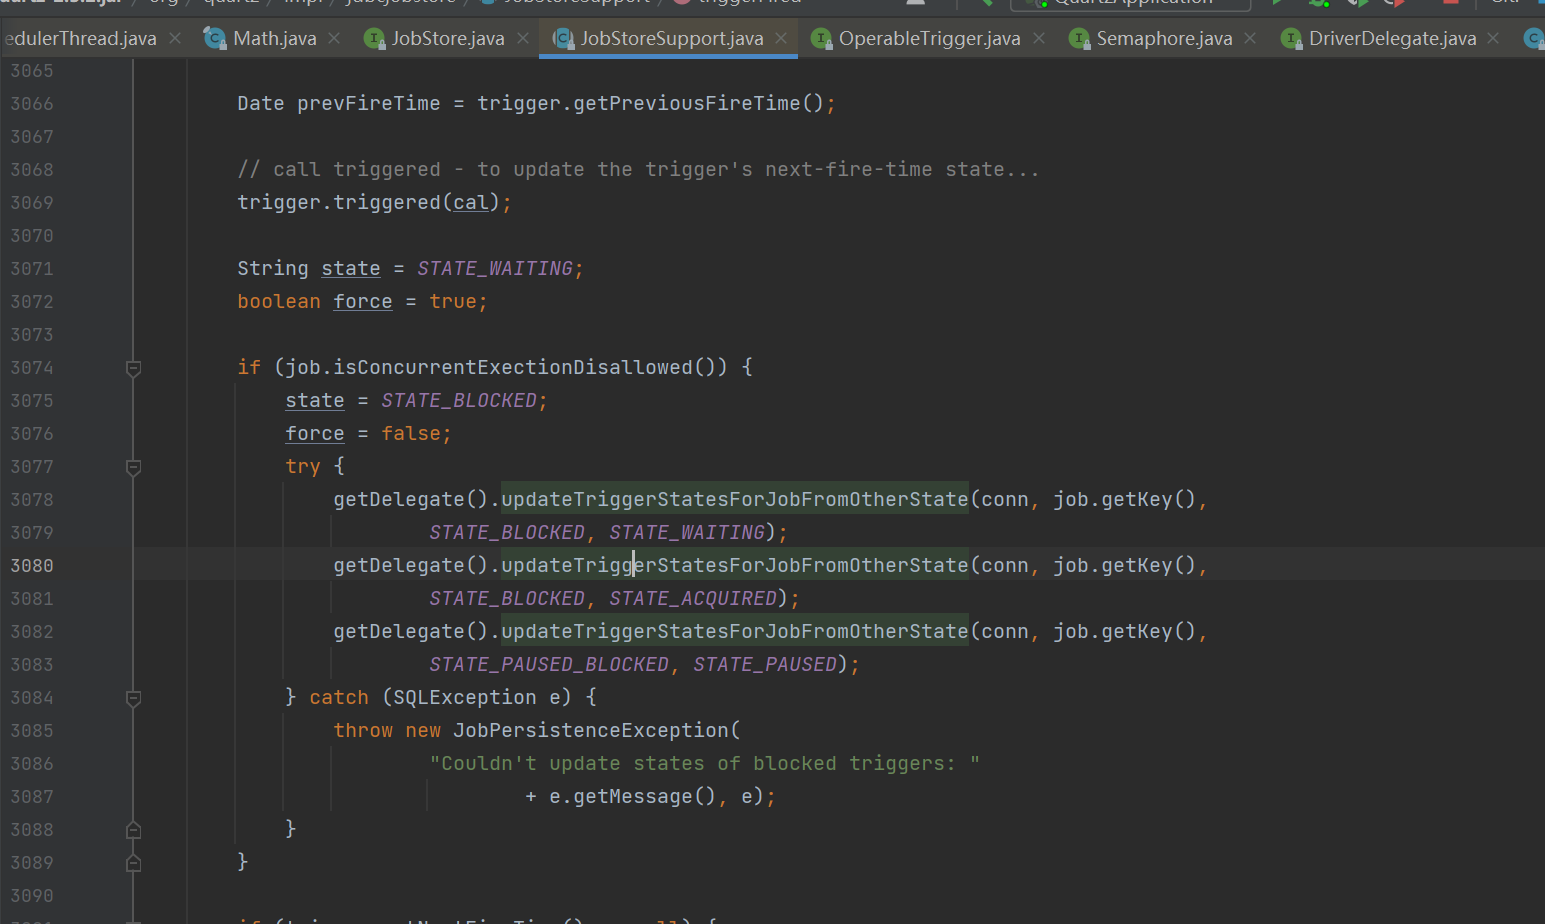 edulerThread.java Math.java JobStore.java JobStoreSupport.java OperableTrigger.java Semaphore.java DriverDelegate.java
3065
3066 Date prevFireTime = trigger.getPreviousFireTime();
3067
3068 // call triggered - to update the trigger's next-fire-time state...
3069 trigger.triggered(cal);
3070
3071 String state = STATE_WAITING;
3072 boolean force = true;
3073
3074 if (job.isConcurrentExectionDisallowed()) {
3075 state = STATE_BLOCKED;
3076 force = false;
3077 try {
3078 getDelegate().updateTriggerStatesForJobFromOtherState(conn, job.getKey(),
3079 STATE_BLOCKED, STATE_WAITING);
3080 getDelegate().updateTriggerStatesForJobFromOtherState(conn, job.getKey(),
3081 STATE_BLOCKED, STATE_ACQUIRED);
3082 getDelegate().updateTriggerStatesForJobFromOtherState(conn, job.getKey(),
3083 STATE_PAUSED_BLOCKED, STATE_PAUSED);
3084 } catch (SQLException e) {
3085 throw new JobPersistenceException(
3086 "Couldn't update states of blocked triggers: "
3087 + e.getMessage(), e);
3088 }
3089 }
3090